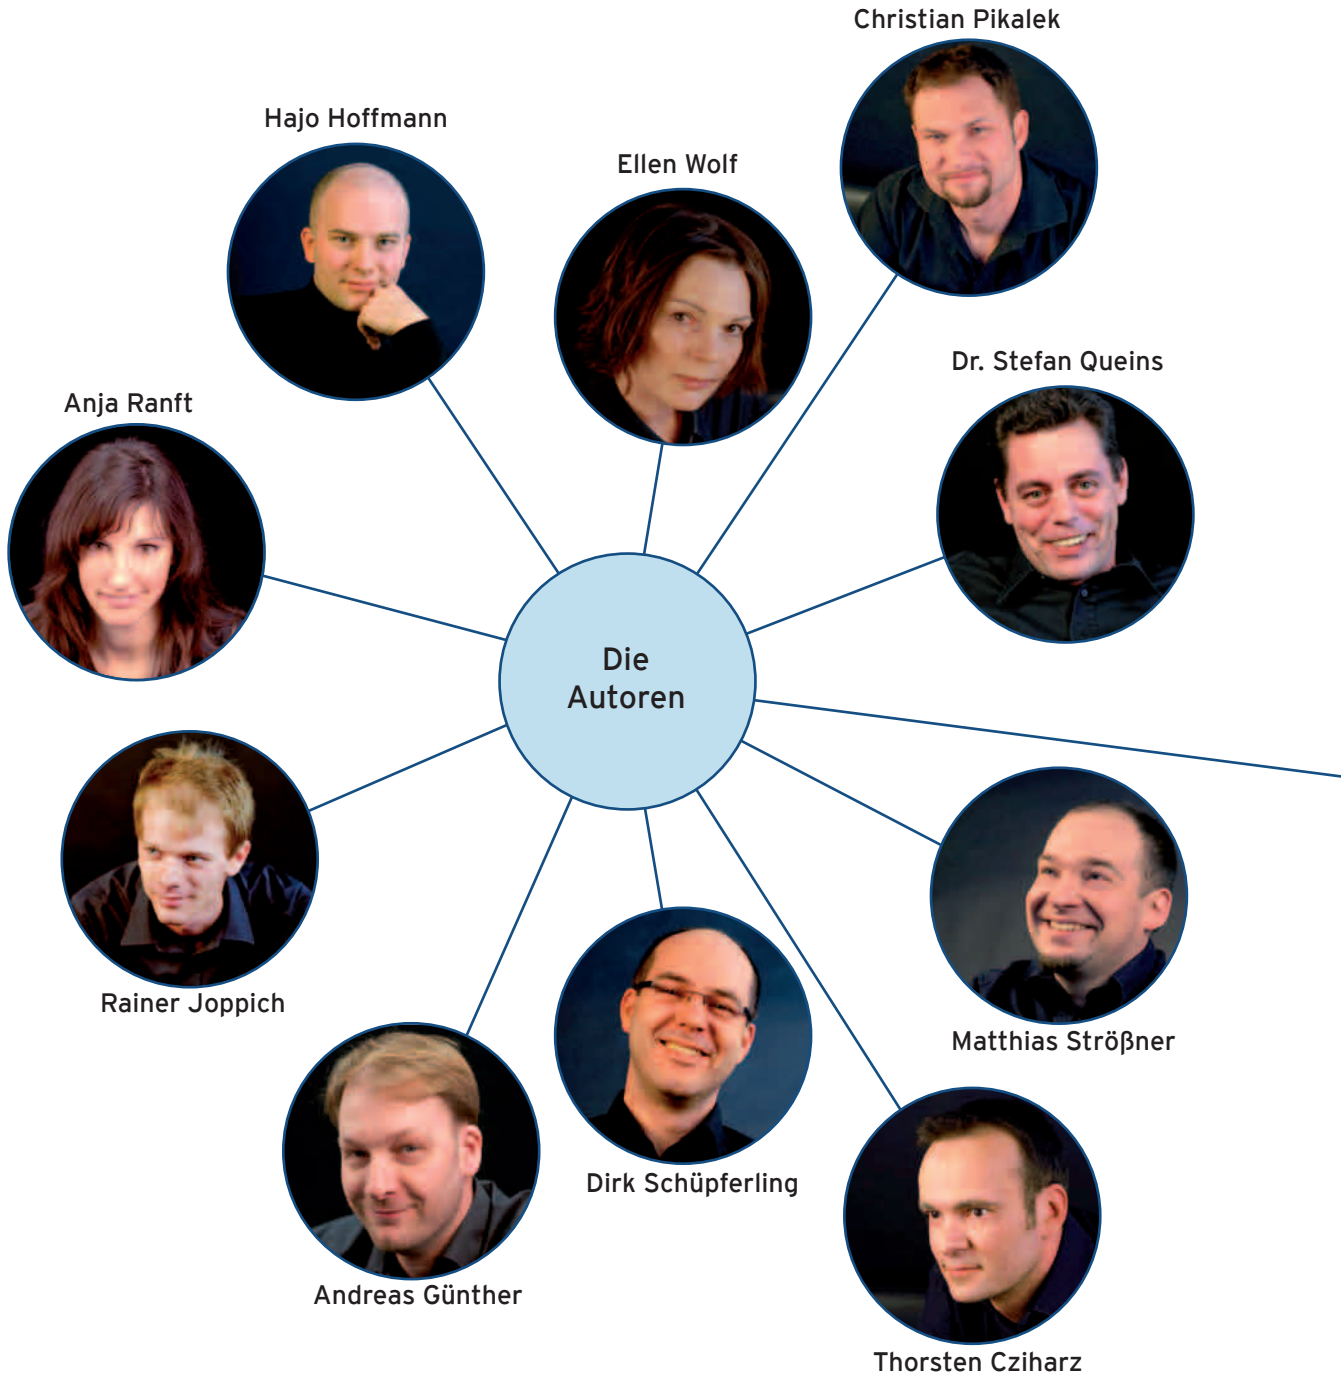 Christian Pikalek
Hajo Hoffmann
Ellen Wolf
Dr. Stefan Queins
Anja Ranft
Die
Autoren
Rainer Joppich
Matthias Strößner
Dirk Schüpferling
Andreas Günther
Thorsten Cziharz